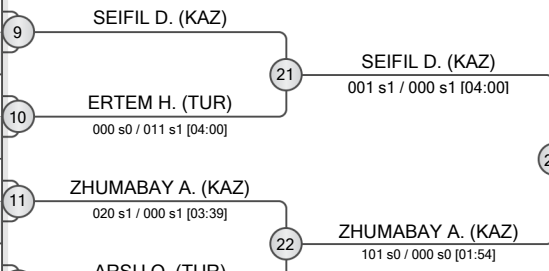 SEIFIL D. (KAZ)
9
SEIFIL D. (KAZ)
21
001 s1 / 000 s1 [04:00]
ERTEM H. (TUR)
10
000 s0 / 011 s1 [04:00]
ZHUMABAY A. (KAZ)
11
020 s1 / 000 s1 [03:39]
ZHUMABAY A. (KAZ)
22
101 s0 / 000 s0 [01:54]
(TUR)